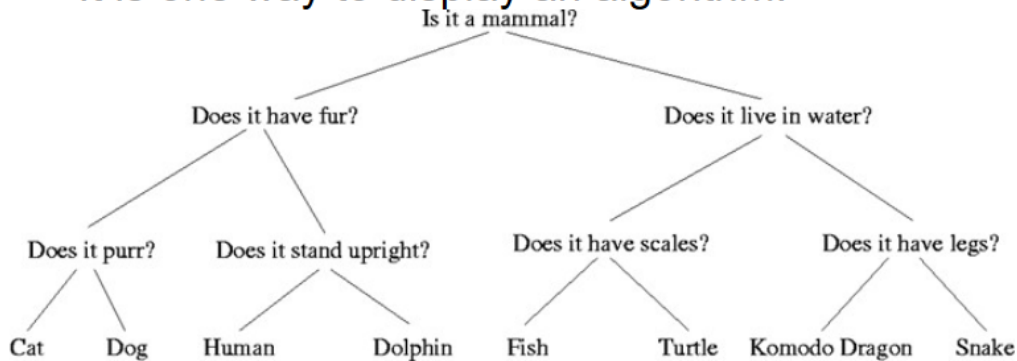 Is it a mammal?
Does it have fur? Does it live in water?
Does it purr? Does it stand upright? Does it have scales? Does it have legs?
Cat Dog Human Dolphin Fish Turtle Komodo Dragon Snake